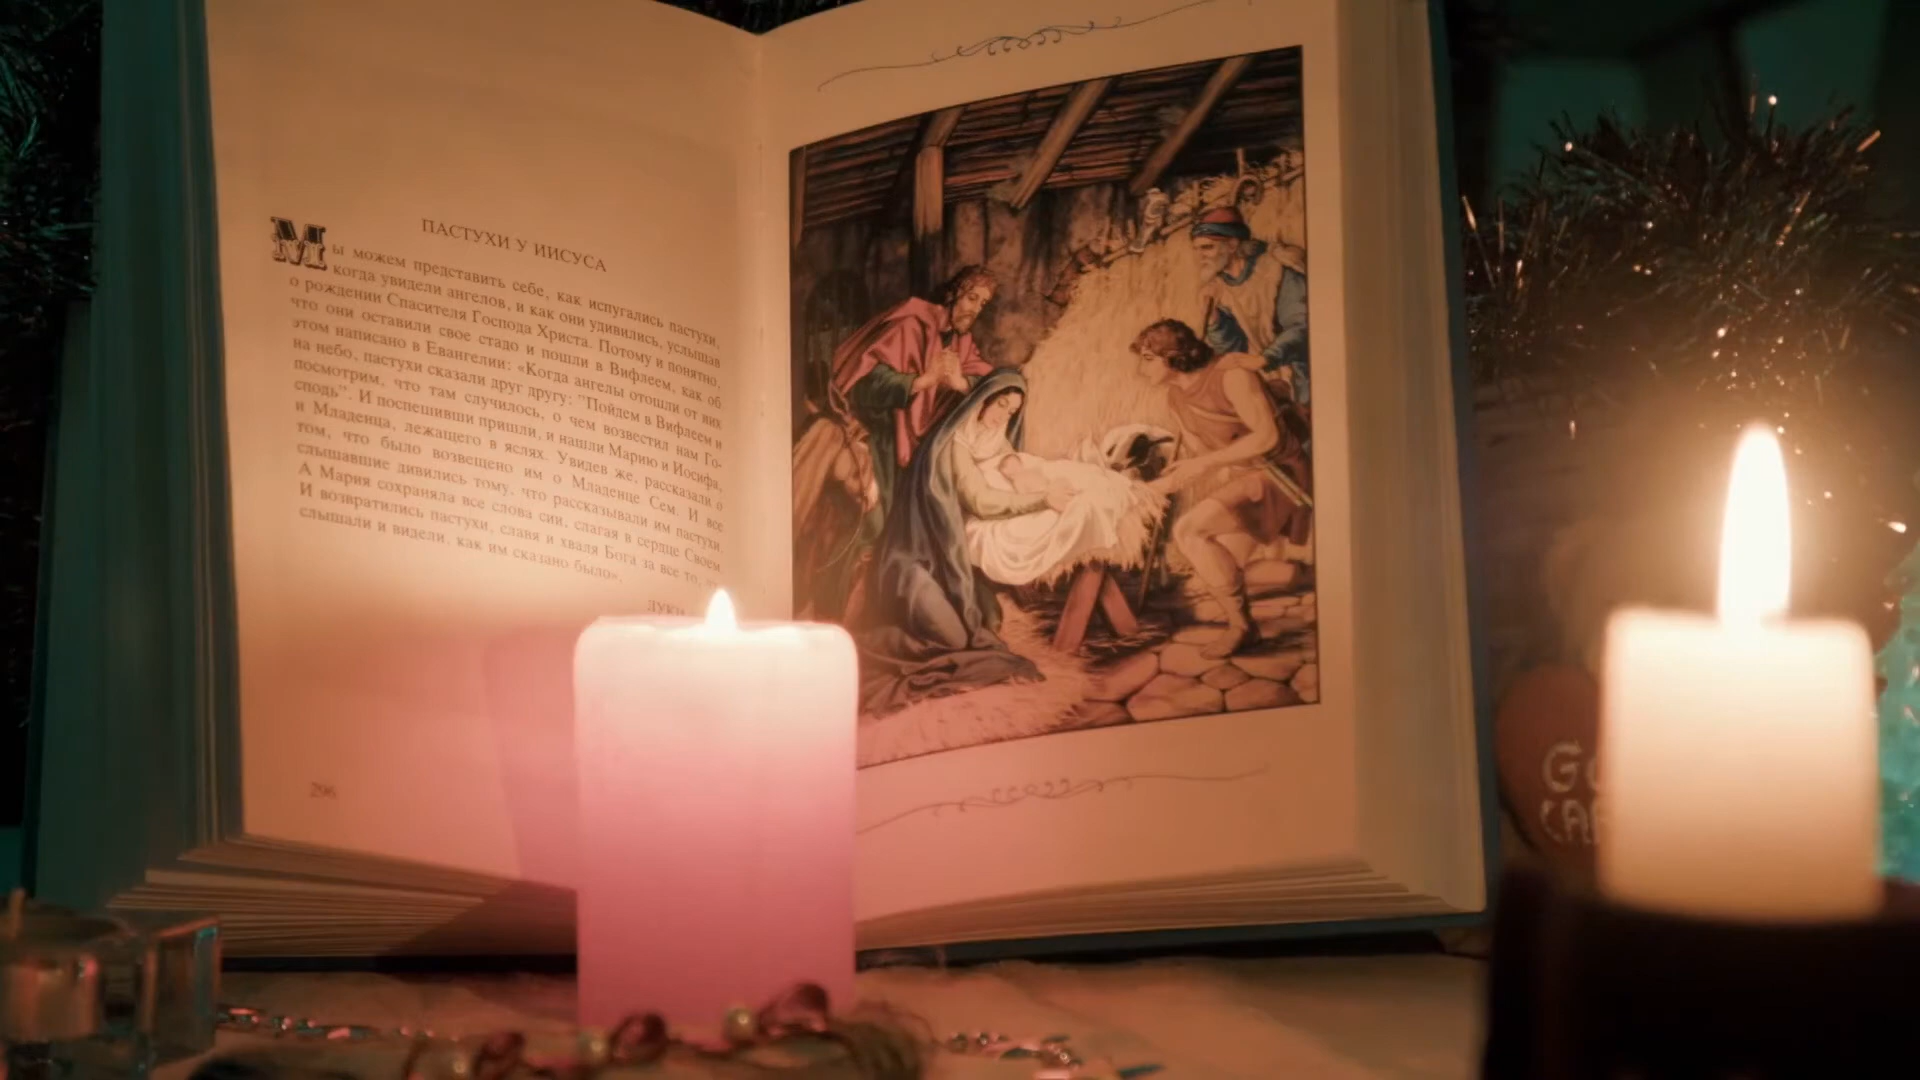 ПАСТУХИ У ИИСУСА
Мы можем представить себе, как испугались пастухи,
когда увидели ангелов, и как они удивились, услышав
о рождении Спасителя Господа Христа. Потому и понятно,
что они оставили свое стадо и пошли в Вифлеем, как об
этом написано в Евангелии: «Когда ангелы отошли от них
на небо, пастухи сказали друг другу: "Пойдем в Вифлеем и
посмотрим, что там случилось, о чем возвестил нам Го-
сподь". И поспешивши пришли, и нашли Марию и Иосифа,
и Младенца, лежащего в яслях. Увидев же, рассказали о
том, что было возвещено им о Младенце Сем. И все
слышавшие дивились тому, что рассказывали им пастухи.
А Мария сохраняла все слова сии, слагая в сердце Своем.
И возвратились пастухи, славя и хваля Бога за все то,
слышали и видели, как им сказано было».
296